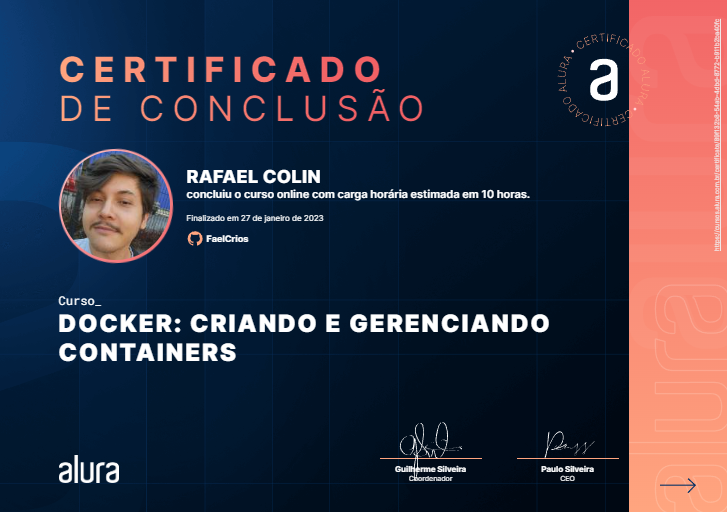 CERTIFICADO
DE CONCLUSÃO
CERTIFICADO ALURA • CERTIFICADO ALURA •
a
RAFAEL COLIN
concluiu o curso online com carga horária estimada em 10 horas.
Finalizado em 27 de janeiro de 2023
FaelCrios
Curso_
DOCKER: CRIANDO E GERENCIANDO
CONTAINERS
Guilherme Silveira
Coordenador
Paulo Silveira
CEO
alura
alura